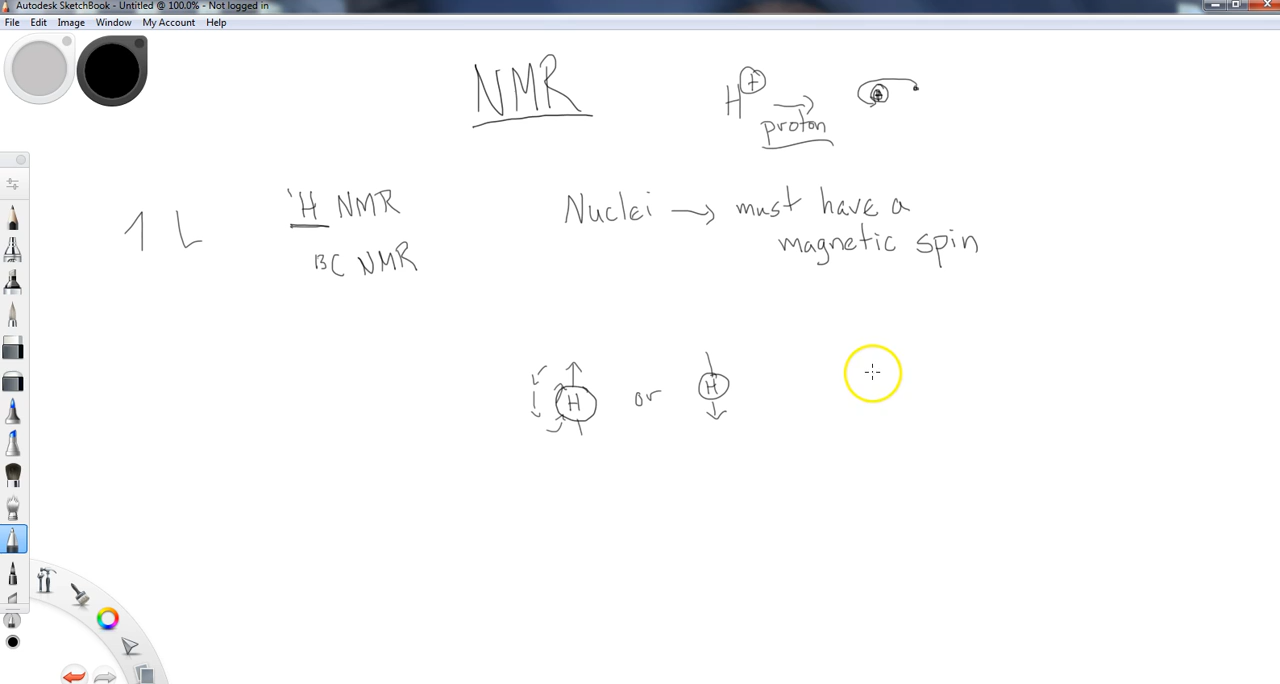 Autodesk SketchBook - Untitled @ 100.0% - Not logged in
File Edit Image Window My Account Help
NMR
H+ → proton
¹H NMR
¹³C NMR
Nuclei → must have a
magnetic spin
H or H